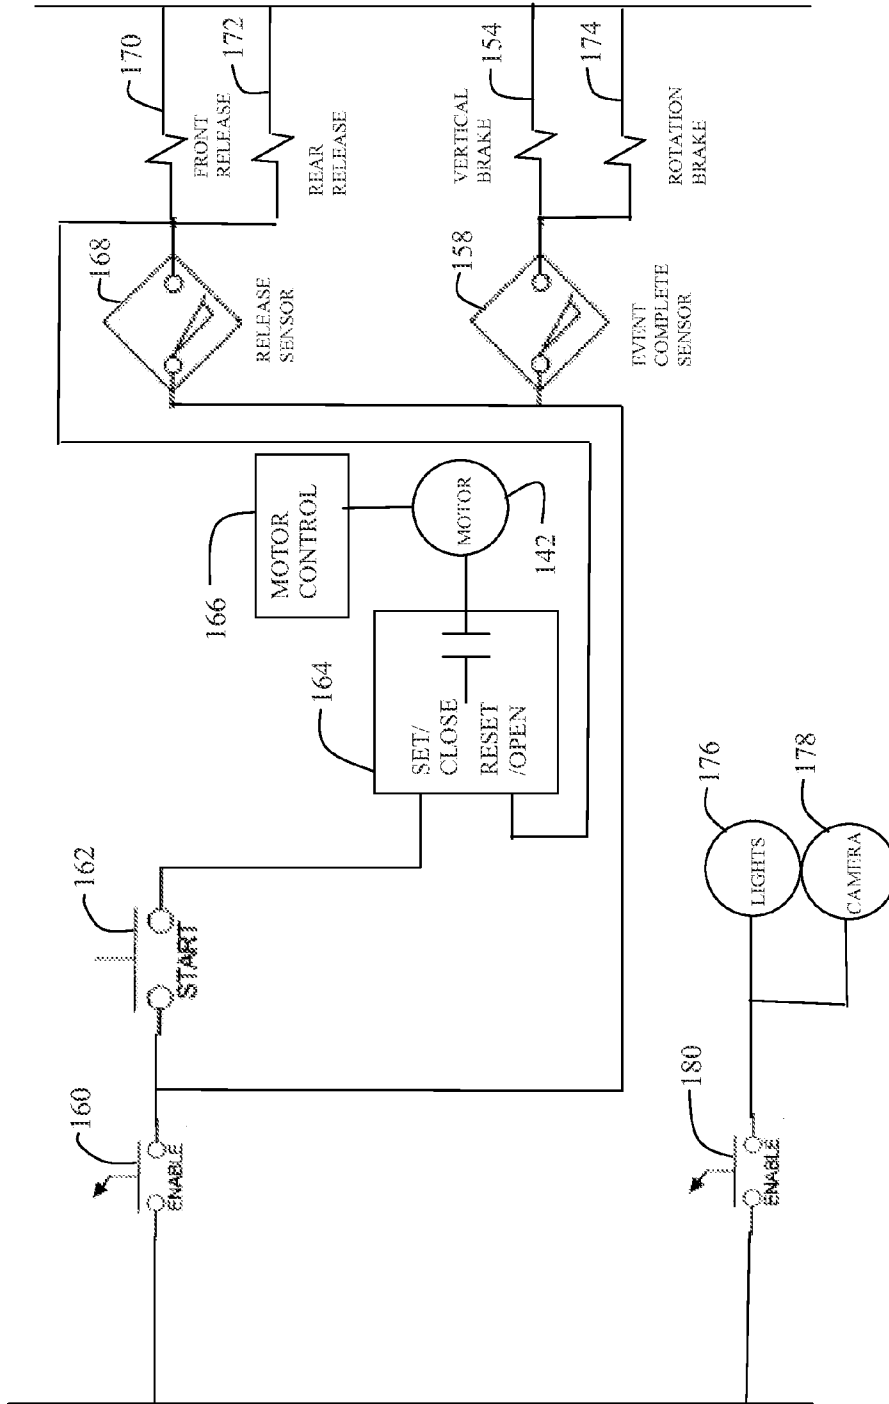 170
172
154
174
FRONT
RELEASE
REAR
RELEASE
VERTICAL
BRAKE
ROTATION
BRAKE
168
158
RELEASE
SENSOR
EVENT
COMPLETE
SENSOR
166
MOTOR
CONTROL
MOTOR
142
164
SET/
CLOSE
RESET
/OPEN
162
START
160
ENABLE
176
178
LIGHTS
CAMERA
180
ENABLE